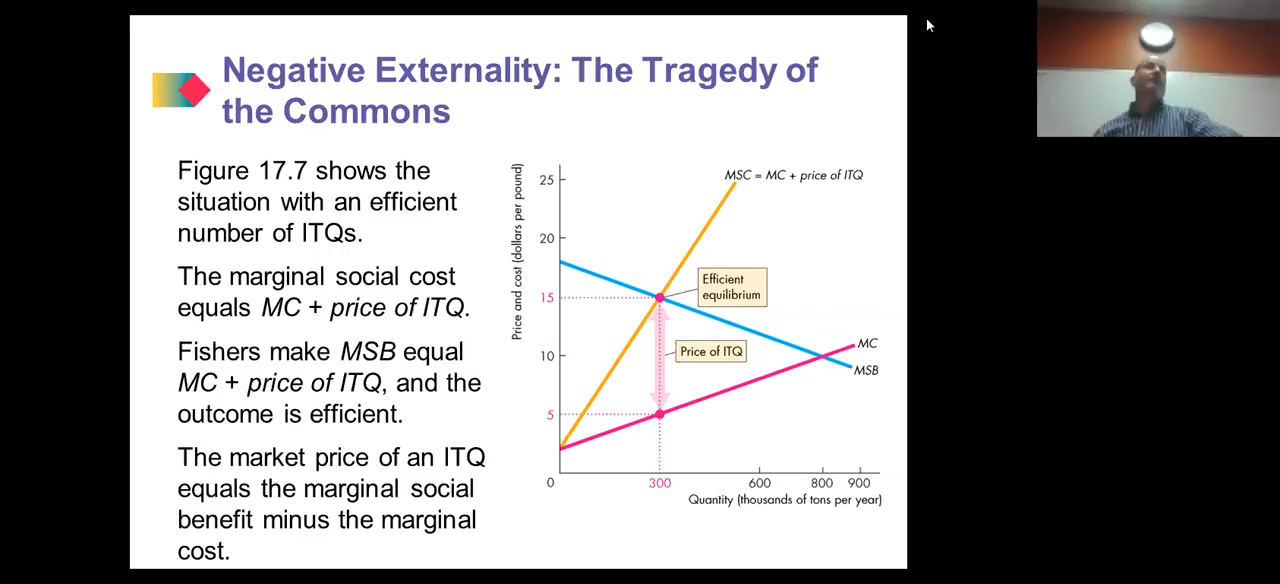 Negative Externality: The Tragedy of
the Commons
Figure 17.7 shows the
situation with an efficient
number of ITQs.
The marginal social cost
equals MC + price of ITQ.
Fishers make MSB equal
MC + price of ITQ, and the
outcome is efficient.
The market price of an ITQ
equals the marginal social
benefit minus the marginal
cost.
Price and cost (dollars per pound)
25
20
15
10
5
0
MSC = MC + price of ITQ
Efficient
equilibrium
Price of ITQ
MC
MSB
300
600
800
900
Quantity (thousands of tons per year)